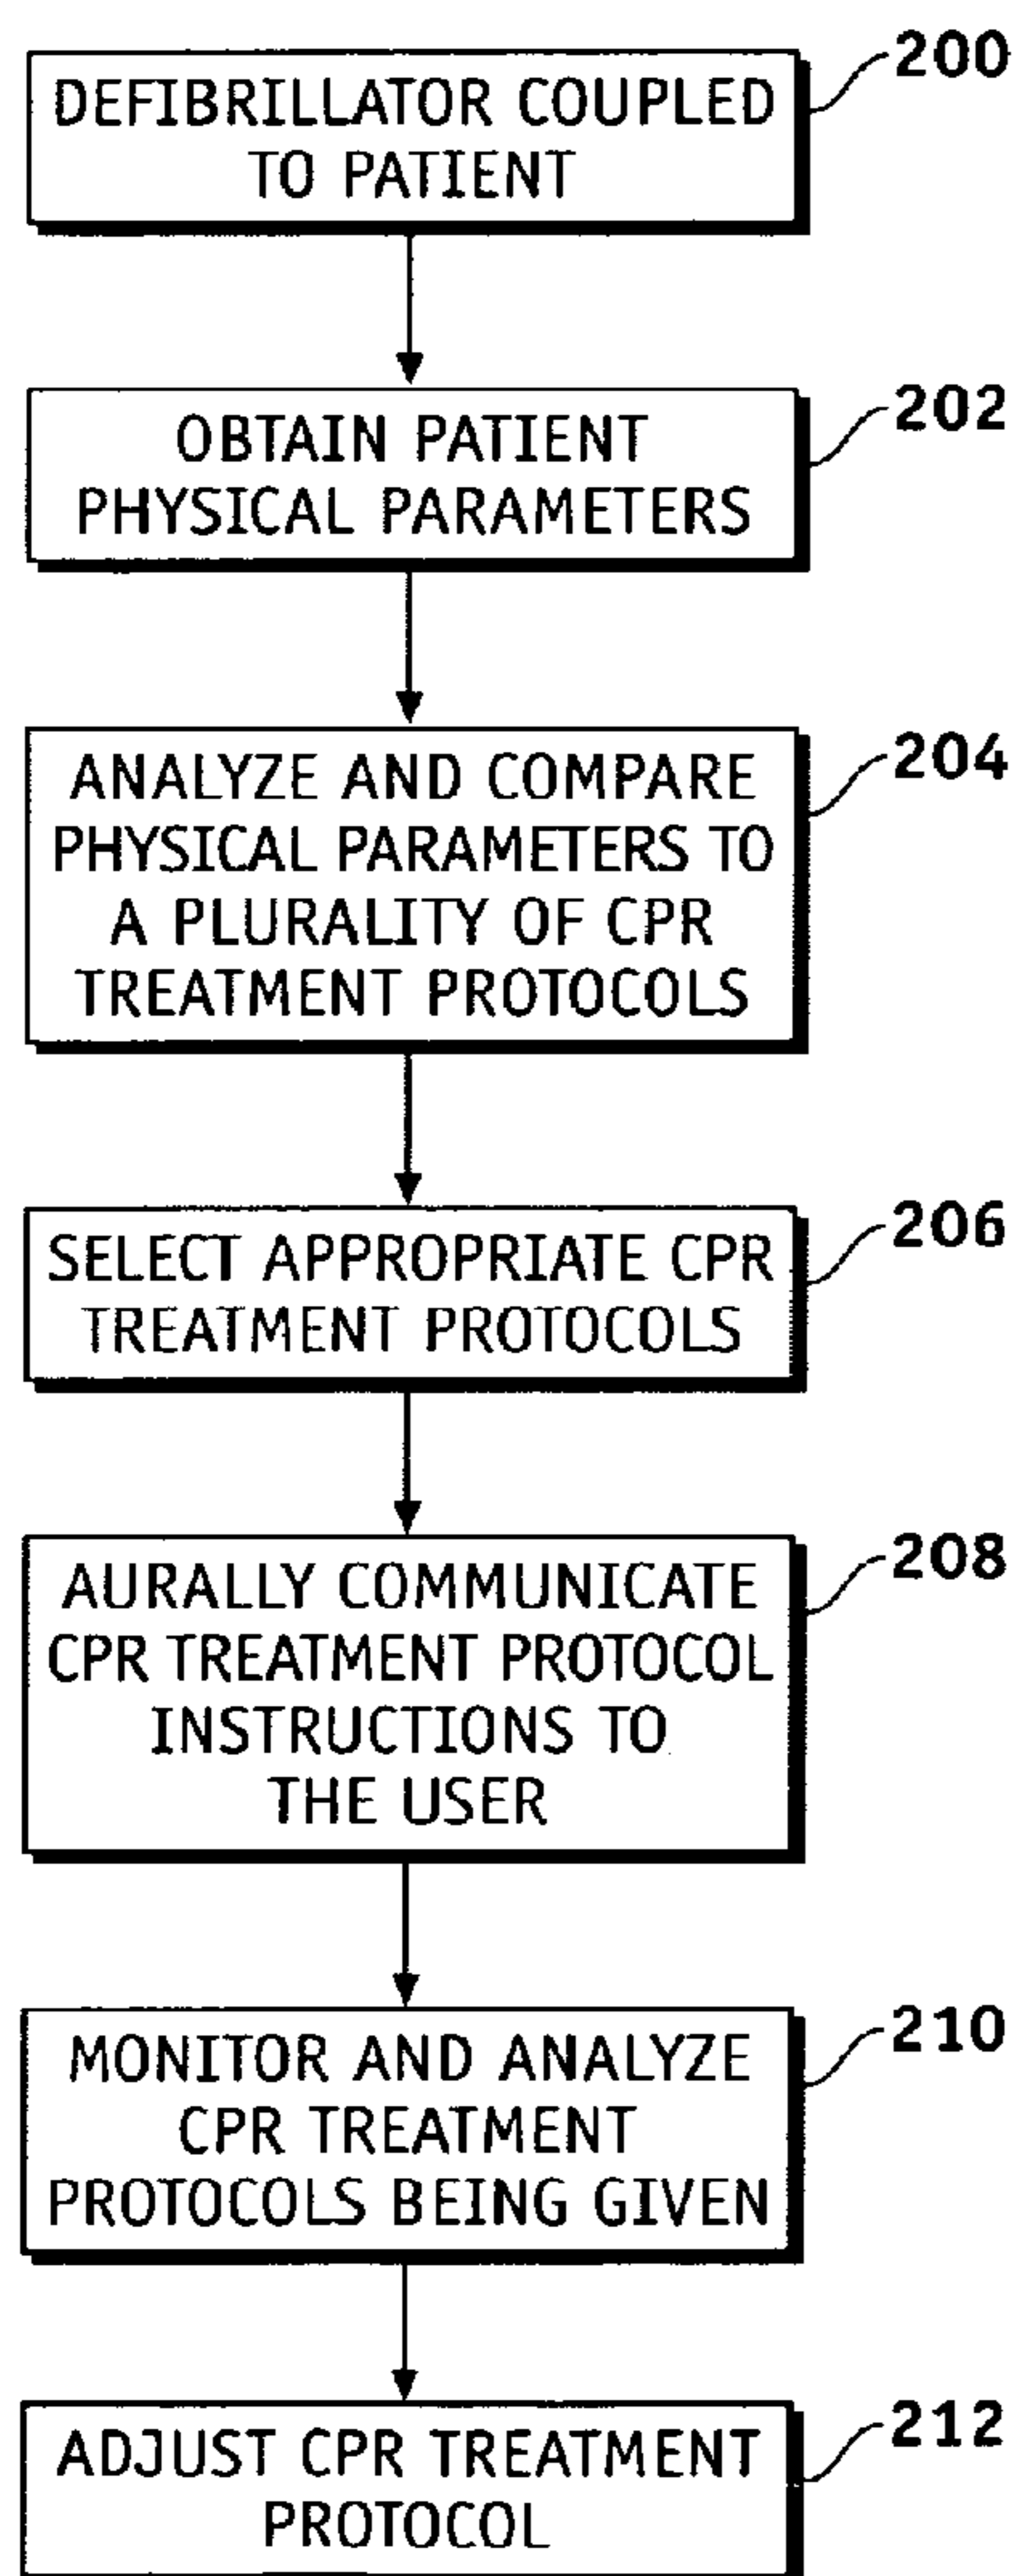 200
DEFIBRILLATOR COUPLED
TO PATIENT
202
OBTAIN PATIENT
PHYSICAL PARAMETERS
204
ANALYZE AND COMPARE
PHYSICAL PARAMETERS TO
A PLURALITY OF CPR
TREATMENT PROTOCOLS
206
SELECT APPROPRIATE CPR
TREATMENT PROTOCOLS
208
AURALLY COMMUNICATE
CPR TREATMENT PROTOCOL
INSTRUCTIONS TO
THE USER
210
MONITOR AND ANALYZE
CPR TREATMENT
PROTOCOLS BEING GIVEN
212
ADJUST CPR TREATMENT
PROTOCOL